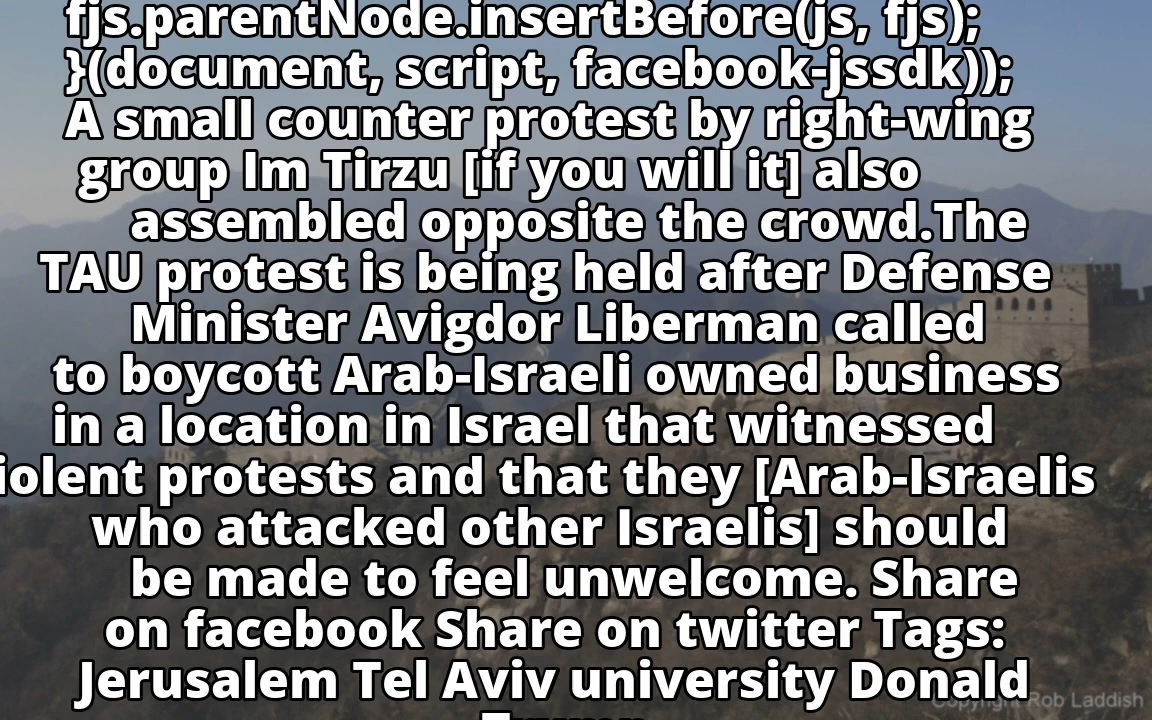 fjs.parentNode.insertBefore(js, fjs);
}(document, script, facebook-jssdk));
A small counter protest by right-wing
group Im Tirzu [if you will it] also
assembled opposite the crowd.The
TAU protest is being held after Defense
Minister Avigdor Liberman called
to boycott Arab-Israeli owned business
in a location in Israel that witnessed
iolent protests and that they [Arab-Israelis
who attacked other Israelis] should
be made to feel unwelcome. Share
on facebook Share on twitter Tags:
Jerusalem Tel Aviv university Donald
Copyright Rob Laddish